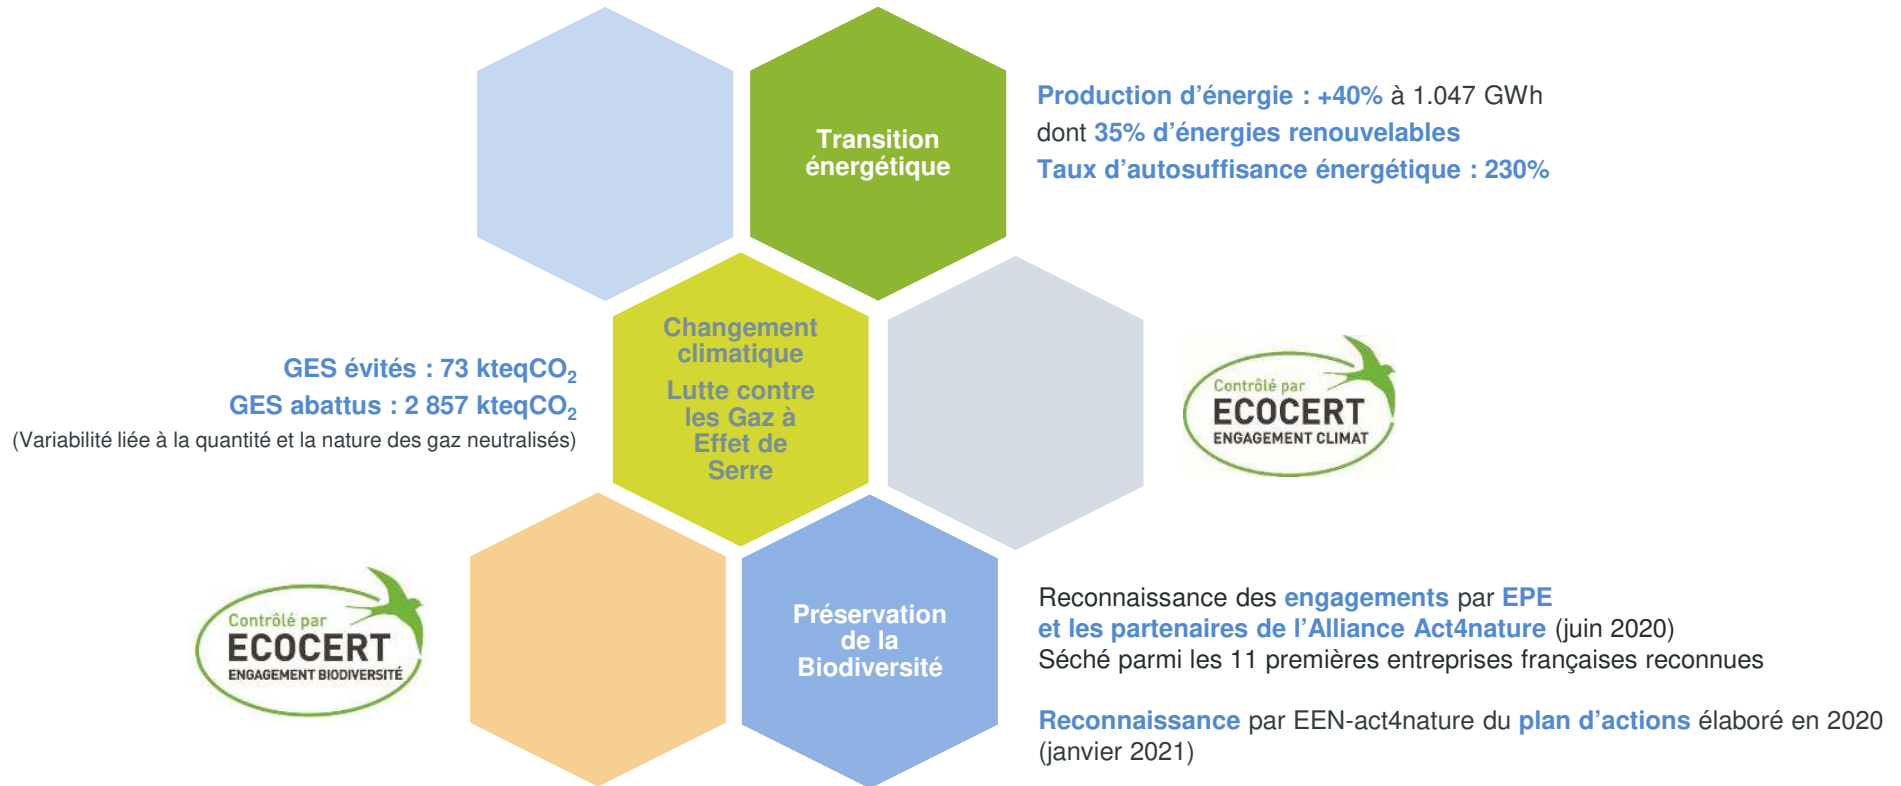 Transition
énergétique
Production d’énergie : +40% à 1.047 GWh
dont 35% d’énergies renouvelables
Taux d’autosuffisance énergétique : 230%
GES évités : 73 kteqCO₂
GES abattus : 2 857 kteqCO₂
(Variabilité liée à la quantité et la nature des gaz neutralisés)
Changement
climatique
Lutte contre
les Gaz à
Effet de
Serre
Contrôlé par
ECOCERT
ENGAGEMENT CLIMAT
Contrôlé par
ECOCERT
ENGAGEMENT BIODIVERSITÉ
Préservation
de la
Biodiversité
Reconnaissance des engagements par EPE
et les partenaires de l’Alliance Act4nature (juin 2020)
Séché parmi les 11 premières entreprises françaises reconnues
Reconnaissance par EEN-act4nature du plan d’actions élaboré en 2020
(janvier 2021)